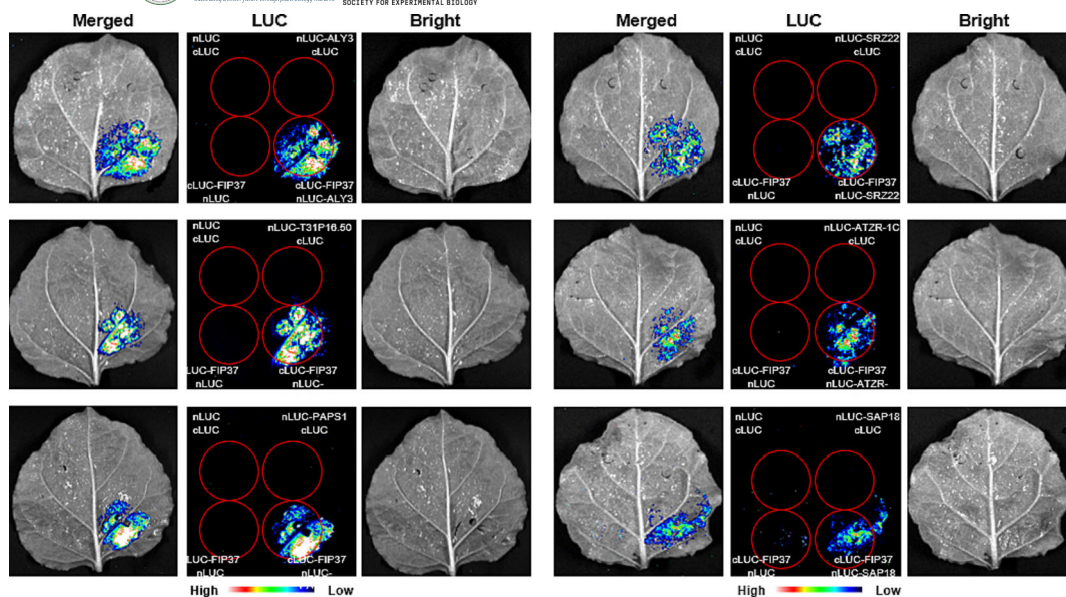 SOCIETY FOR EXPERIMENTAL BIOLOGY
Merged LUC Bright Merged LUC Bright
nLUC nLUC-ALY3
cLUC cLUC
cLUC-FIP37 cLUC-FIP37
nLUC nLUC-ALY3
nLUC nLUC-SRZ22
cLUC cLUC
cLUC-FIP37 cLUC-FIP37
nLUC nLUC-SRZ22
nLUC nLUC-T31P16.50
cLUC cLUC
LUC-FIP37 cLUC-FIP37
nLUC nLUC-
nLUC nLUC-ATZR-1C
cLUC cLUC
cLUC-FIP37 cLUC-FIP37
nLUC nLUC-ATZR-
nLUC nLUC-PAPS1
cLUC cLUC
LUC-FIP37 cLUC-FIP37
nLUC nLUC-
nLUC nLUC-SAP18
cLUC cLUC
cLUC-FIP37 cLUC-FIP37
nLUC nLUC-SAP18
High Low High Low